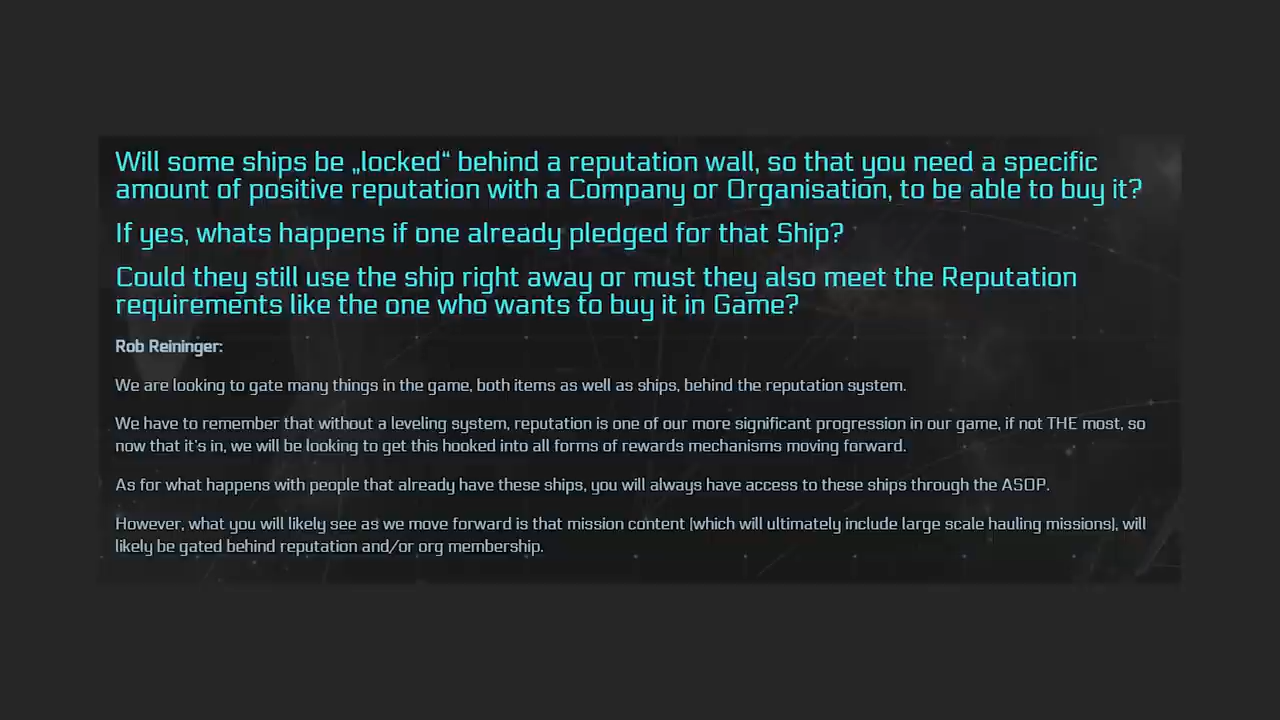 Will some ships be „locked“ behind a reputation wall, so that you need a specific
amount of positive reputation with a Company or Organisation, to be able to buy it?
If yes, whats happens if one already pledged for that Ship?
Could they still use the ship right away or must they also meet the Reputation
requirements like the one who wants to buy it in Game?
Rob Reininger:
We are looking to gate many things in the game, both items as well as ships, behind the reputation system.
We have to remember that without a leveling system, reputation is one of our more significant progression in our game, if not THE most, so
now that it's in, we will be looking to get this hooked into all forms of rewards mechanisms moving forward.
As for what happens with people that already have these ships, you will always have access to these ships through the ASOP.
However, what you will likely see as we move forward is that mission content (which will ultimately include large scale hauling missions), will
likely be gated behind reputation and/or org membership.